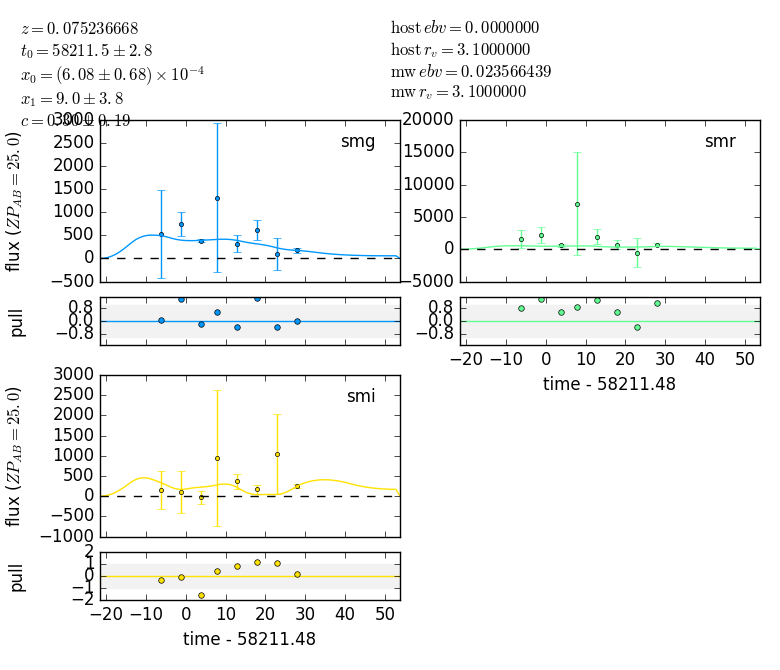 z = 0.075236668
t₀ = 58211.5 ± 2.8
x₀ = (6.08 ± 0.68) × 10⁻⁴
x₁ = 9.0 ± 3.8
host ebv = 0.0000000
host r_v = 3.1000000
mw ebv = 0.023566439
mw r_v = 3.1000000
smg
3000
2500
2000
1500
1000
500
0
−500
flux (ZP_AB = 25.0)
smr
20000
15000
10000
5000
0
−5000
pull
0.8
0.0
−0.8
0.8
0.0
−0.8
−20 −10 0 10 20 30 40 50
time - 58211.48
smi
3000
2500
2000
1500
1000
500
0
−500
−1000
flux (ZP_AB = 25.0)
pull
2
1
0
−1
−2
−20 −10 0 10 20 30 40 50
time - 58211.48